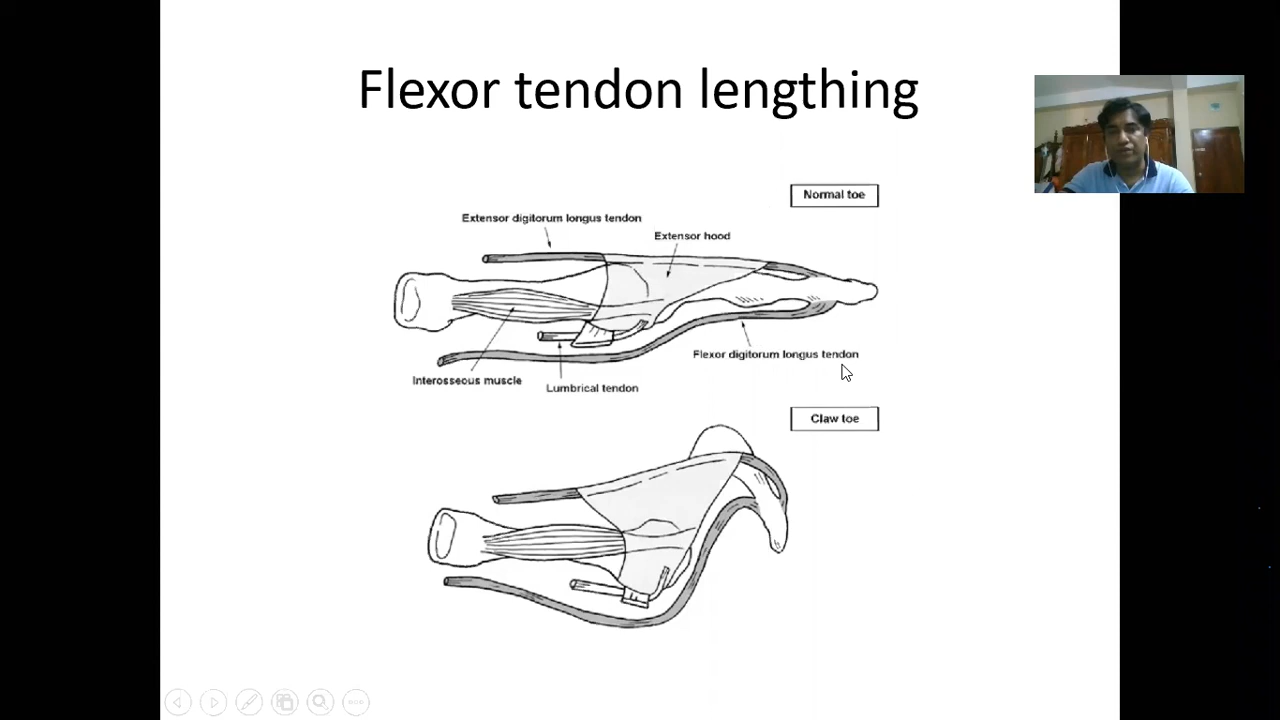 Flexor tendon lengthing
Normal toe
Extensor digitorum longus tendon
Extensor hood
Flexor digitorum longus tendon
Interosseous muscle
Lumbrical tendon
Claw toe